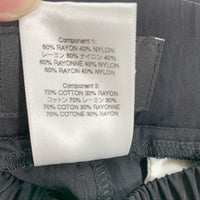 Component 1:
60% RAYON 40% NYLON
レーミン 60% ナイロン 40%
60% RAYONNE 40% NYLON
60% RAYON 40% NYLON
Component 2:
70% COTTON 30% RAYON
コットン 70% レーミン 30%
70% COTON 30% RAYONNE
70% COTONE 30% RAYON